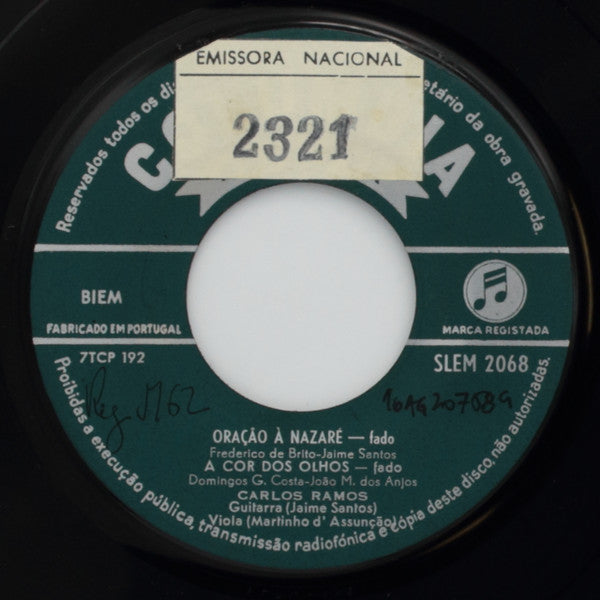 EMISSORA NACIONAL
2321
Reservados todos os
etário da obra gravada.
BIEM
FABRICADO EM PORTUGAL
MARCA REGISTADA
7TCP 192
SLEM 2068
ORAÇÃO À NAZARÉ — fado
Frederico de Brito-Jaime Santos
A COR DOS OLHOS — fado
Domingos G. Costa-João M. dos Anjos
CARLOS RAMOS
Guitarra (Jaime Santos)
Viola (Martinho d' Assunção)
Proibidas a execução pública, transmissão radiofónica e cópia deste disco, não autorizadas.